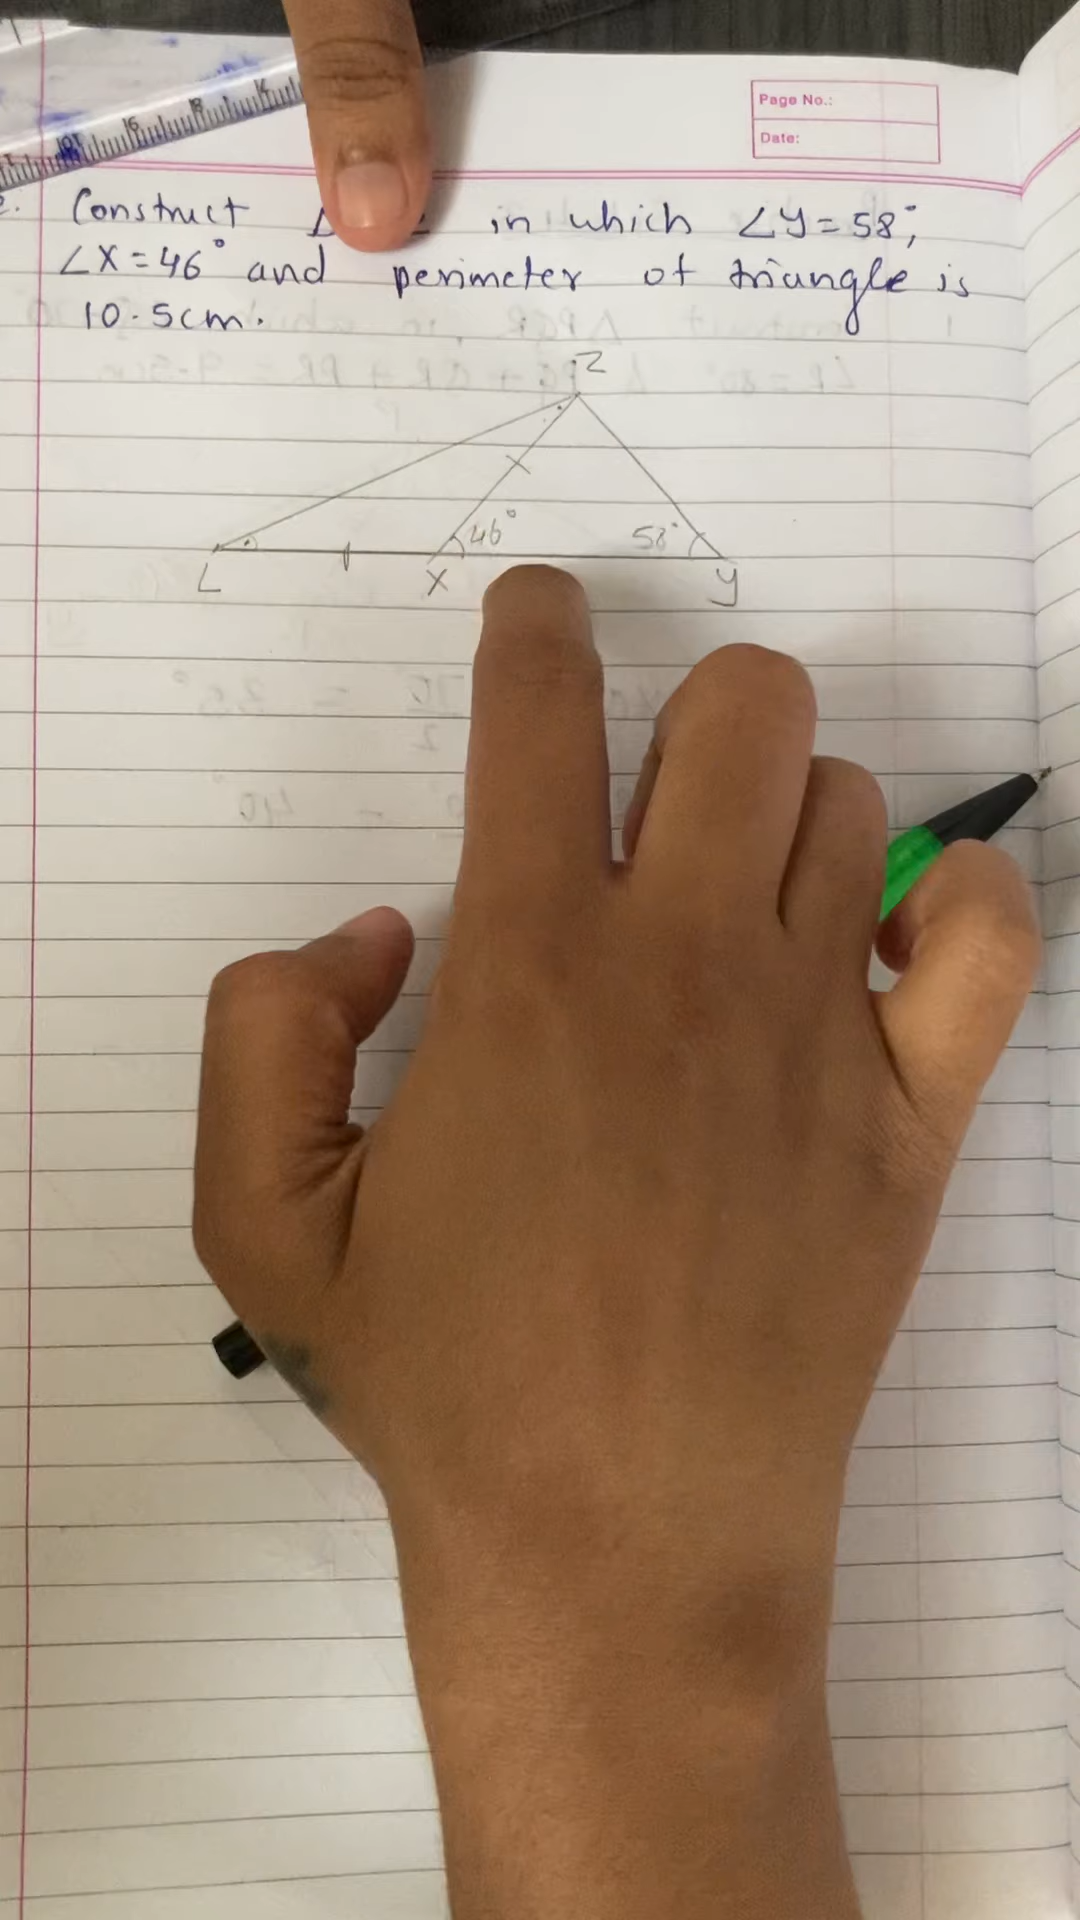 Page No.:
Date:
Construct in which ∠y = 58°,
∠X = 46° and perimeter of triangle is
10.5cm.
Z
46° 58°
L X y